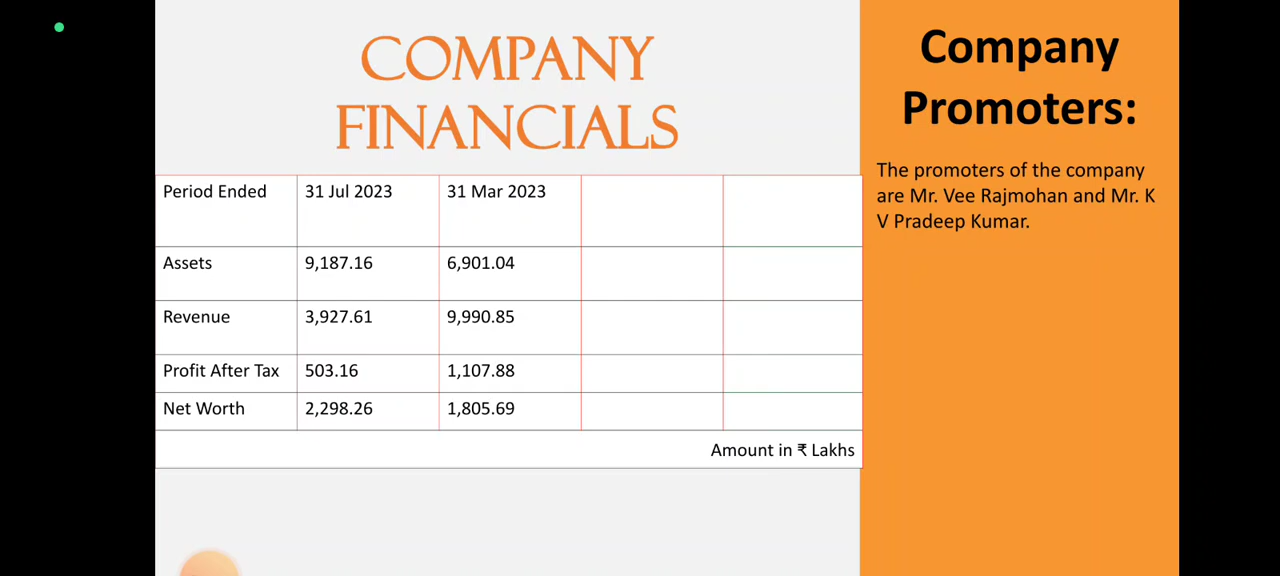 COMPANY
FINANCIALS
Period Ended 31 Jul 2023 31 Mar 2023
Assets 9,187.16 6,901.04
Revenue 3,927.61 9,990.85
Profit After Tax 503.16 1,107.88
Net Worth 2,298.26 1,805.69
Amount in ₹ Lakhs
Company
Promoters:
The promoters of the company
are Mr. Vee Rajmohan and Mr. K
V Pradeep Kumar.